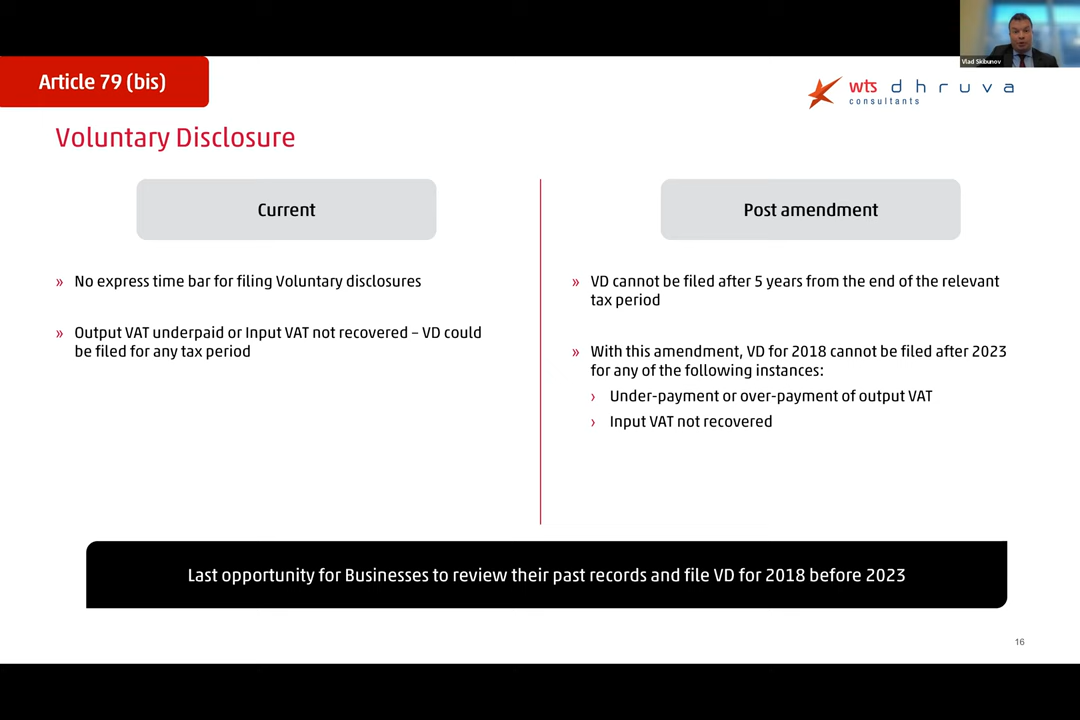 Vlad Skibunov
Article 79 (bis)
wts dhruva
consultants
Voluntary Disclosure
Current
» No express time bar for filing Voluntary disclosures
» Output VAT underpaid or Input VAT not recovered – VD could
be filed for any tax period
Post amendment
» VD cannot be filed after 5 years from the end of the relevant
tax period
» With this amendment, VD for 2018 cannot be filed after 2023
for any of the following instances:
› Under-payment or over-payment of output VAT
› Input VAT not recovered
Last opportunity for Businesses to review their past records and file VD for 2018 before 2023
16